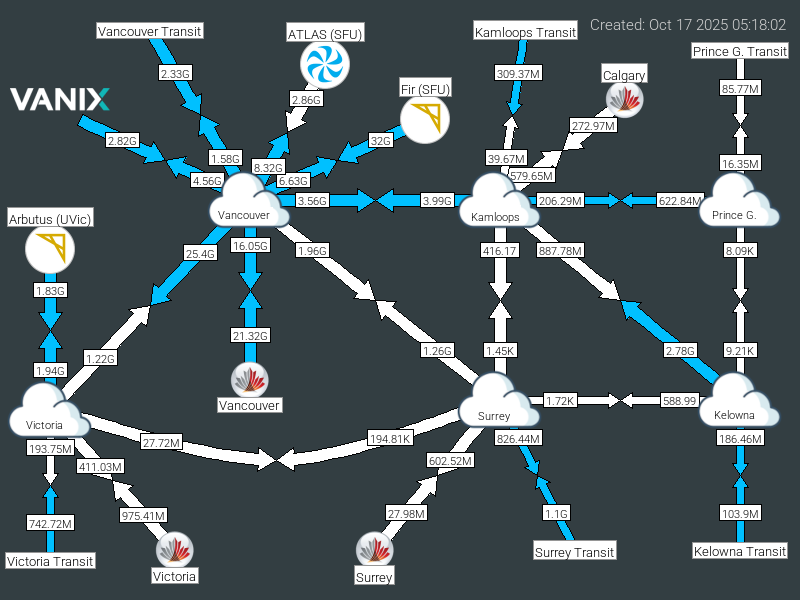 Created: Oct 17 2025 05:18:02
Vancouver Transit
ATLAS (SFU)
Kamloops Transit
Prince G. Transit
2.33G
309.37M
Calgary
85.77M
Fir (SFU)
VANIX
2.86G
272.97M
2.82G
32G
1.58G
39.67M
16.35M
8.32G
4.56G
6.63G
579.65M
3.56G
3.99G
206.29M
622.84M
Vancouver
Kamloops
Prince G.
Arbutus (UVic)
25.4G
16.05G
1.96G
416.17
887.78M
8.09K
1.83G
21.32G
1.22G
1.26G
1.45K
2.78G
9.21K
1.94G
Vancouver
1.72K
588.99
Victoria
Surrey
Kelowna
193.75M
27.72M
194.81K
826.44M
186.46M
411.03M
602.52M
742.72M
975.41M
27.98M
1.1G
103.9M
Victoria Transit
Victoria
Surrey
Surrey Transit
Kelowna Transit